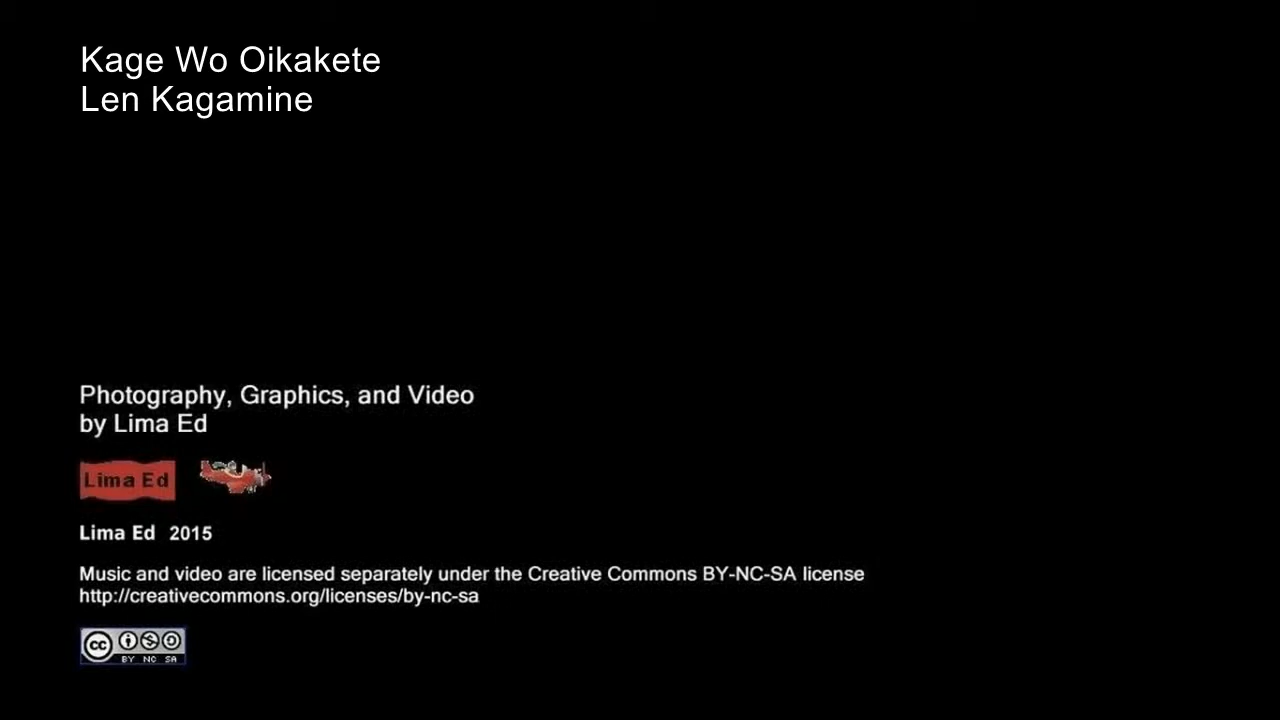 Kage Wo Oikakete
Len Kagamine
Photography, Graphics, and Video
by Lima Ed
Lima Ed
Lima Ed 2015
Music and video are licensed separately under the Creative Commons BY-NC-SA license
http://creativecommons.org/licenses/by-nc-sa
cc BY NC SA